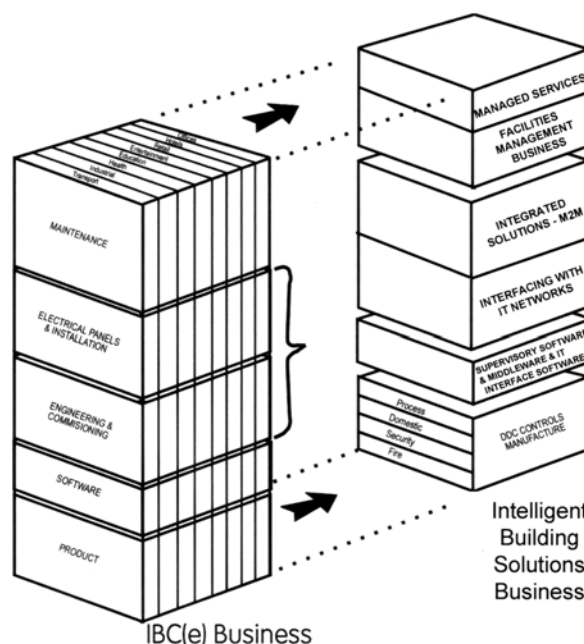 Offices
Hotels
Retail
Entertainment
Education
Health
Industrial
Transport
MAINTENANCE
ELECTRICAL PANELS
& INSTALLATION
ENGINEERING &
COMMISIONING
SOFTWARE
PRODUCT
IBC(e) Business
MANAGED SERVICES
FACILITIES
MANAGEMENT
BUSINESS
INTEGRATED
SOLUTIONS - M2M
INTERFACING WITH
IT NETWORKS
SUPERVISORY SOFTWARE
& MIDDLEWARE & IT
INTERFACE SOFTWARE
Process
Domestic
Security
Fire
DDC CONTROLS
MANUFACTURE
Intelligent
Building
Solutions
Business